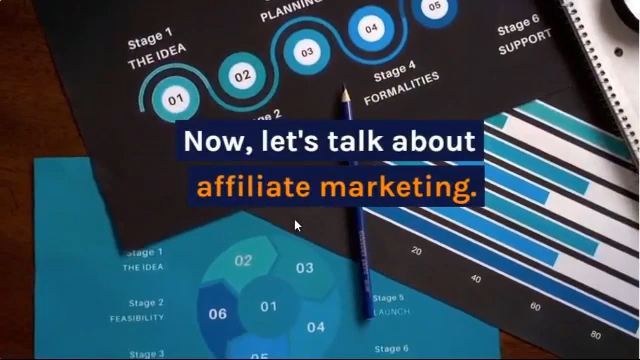 Stage 1
THE IDEA
PLANNING
01
02
03
04
05
Stage 4
FORMALITIES
Stage 6
SUPPORT
Now, let's talk about
affiliate marketing.
20
40
60
80
Stage 1
THE IDEA
Stage 2
FEASIBILITY
Stage 3
01
02
03
04
05
06
Stage 5
LAUNCH
Stage 6